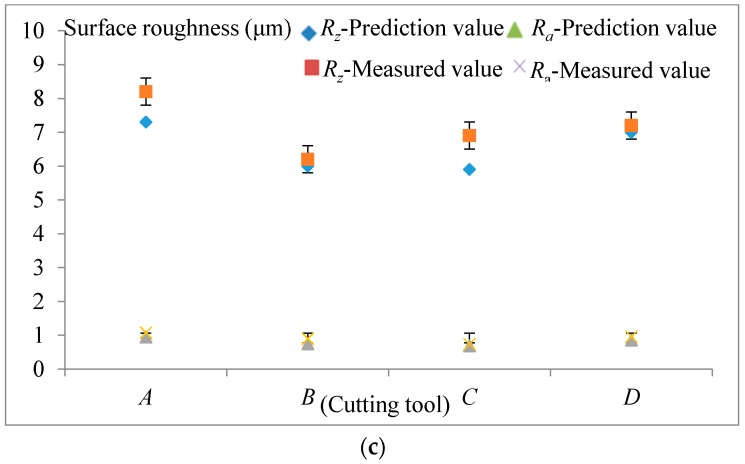 Surface roughness (μm) Rz-Prediction value Ra-Prediction value
Rz-Measured value Ra-Measured value
10
9
8
7
6
5
4
3
2
1
0
A B C D
(Cutting tool)
(c)